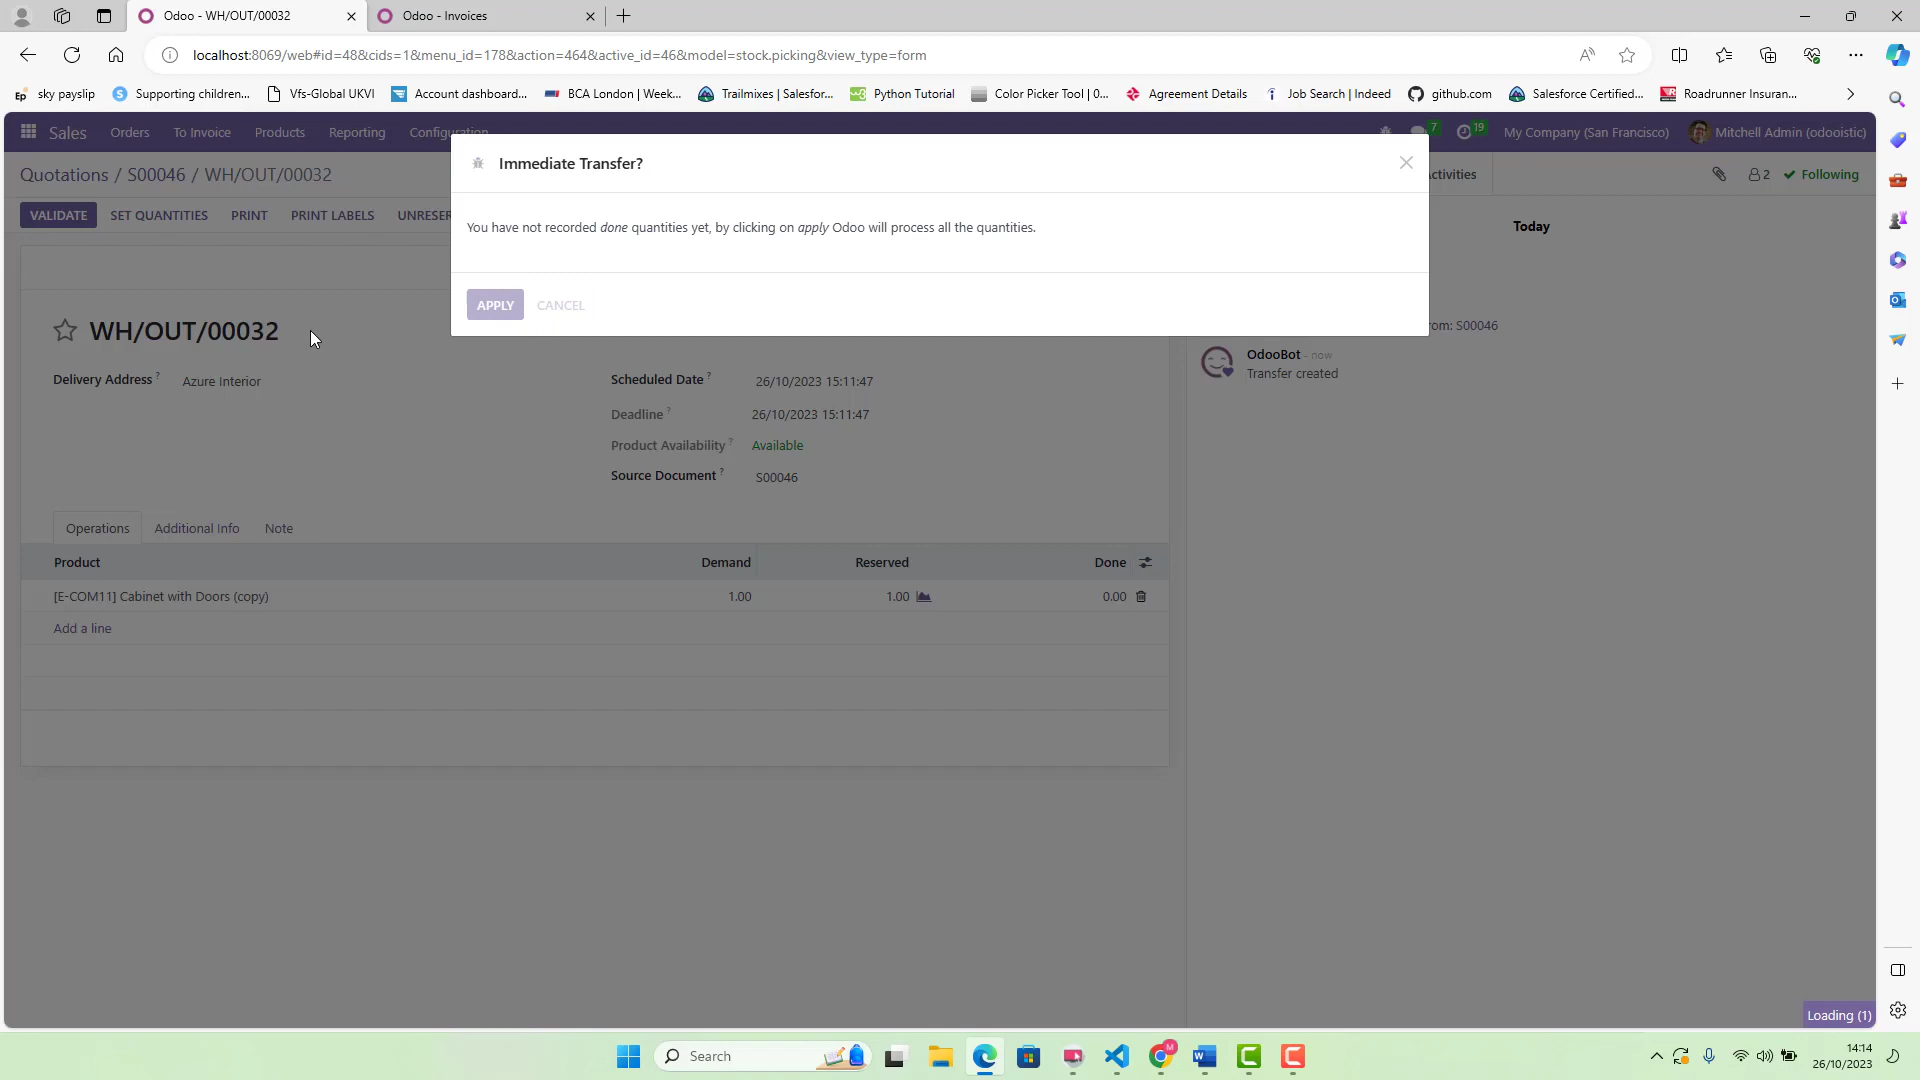 Odoo - WH/OUT/00032
Odoo - Invoices
localhost:8069/web#id=48&cids=1&menu_id=178&action=464&active_id=46&model=stock.picking&view_type=form
sky payslip
Supporting children...
Vfs-Global UKVI
Account dashboard...
BCA London | Week...
Trailmixes | Salesfor...
Python Tutorial
Color Picker Tool | 0...
Agreement Details
Job Search | Indeed
github.com
Salesforce Certified...
Roadrunner Insuran...
Sales
Orders
To Invoice
Products
Reporting
Configuration
7
19
My Company (San Francisco)
Mitchell Admin (odooistic)
Quotations / S00046 / WH/OUT/00032
ctivities
2
Following
VALIDATE
SET QUANTITIES
PRINT
PRINT LABELS
UNRESER
Immediate Transfer?
You have not recorded done quantities yet, by clicking on apply Odoo will process all the quantities.
APPLY
CANCEL
Today
rom: S00046
OdooBot - now
Transfer created
WH/OUT/00032
Delivery Address ?
Azure Interior
Scheduled Date ?
26/10/2023 15:11:47
Deadline ?
26/10/2023 15:11:47
Product Availability ?
Available
Source Document ?
S00046
Operations
Additional Info
Note
Product
Demand
Reserved
Done
[E-COM11] Cabinet with Doors (copy)
1.00
1.00
0.00
Add a line
Loading (1)
Search
14:14
26/10/2023